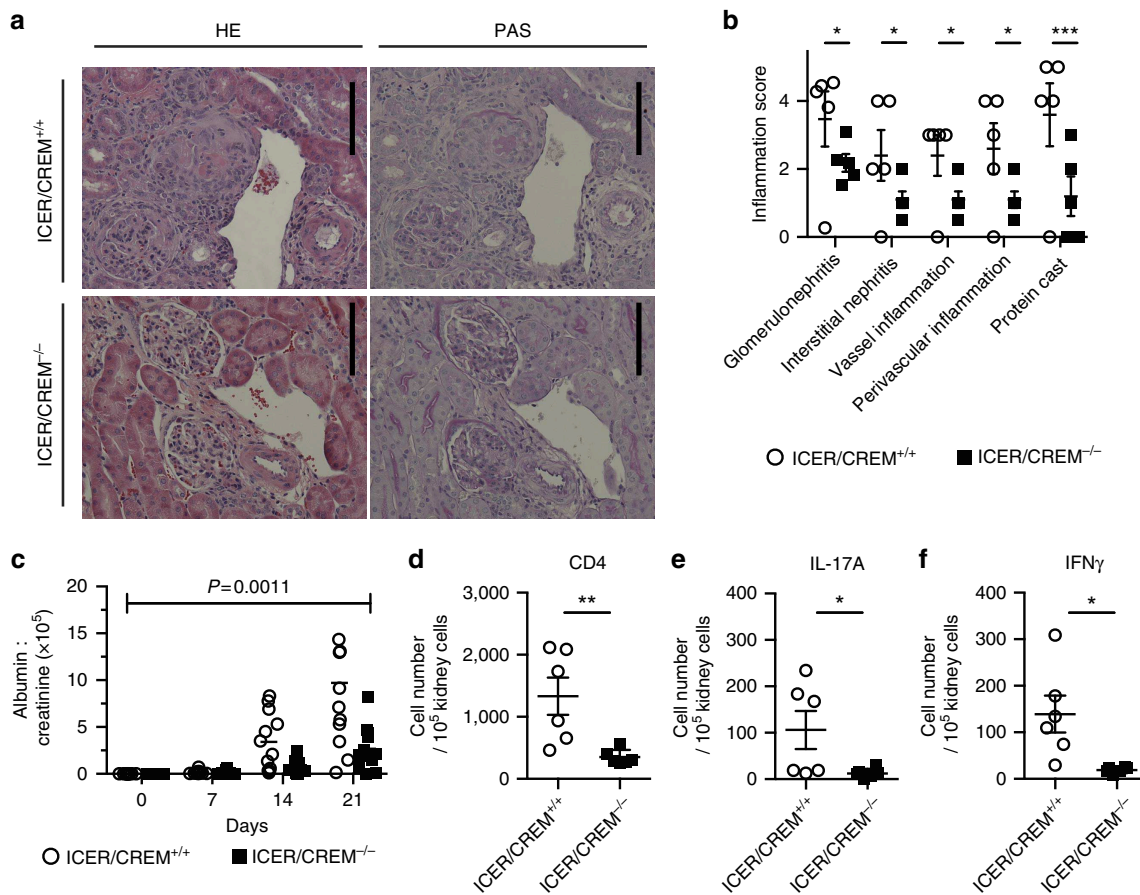 a
HE
PAS
ICER/CREM+/+
ICER/CREM−/−
b
* * * * ***
Inflammation score
4
2
0
Glomerulonephritis
Interstitial nephritis
Vassel inflammation
Perivascular inflammation
Protein cast
ICER/CREM+/+
ICER/CREM−/−
c
P=0.0011
Albumin :
creatinine (×10⁵)
20
15
10
5
0
0 7 14 21
Days
ICER/CREM+/+
ICER/CREM−/−
d
CD4
**
Cell number
/ 10⁵ kidney cells
3,000
2,000
1,000
0
ICER/CREM+/+
ICER/CREM−/−
e
IL-17A
*
Cell number
/ 10⁵ kidney cells
400
300
200
100
0
ICER/CREM+/+
ICER/CREM−/−
f
IFNγ
*
Cell number
/ 10⁵ kidney cells
400
300
200
100
0
ICER/CREM+/+
ICER/CREM−/−